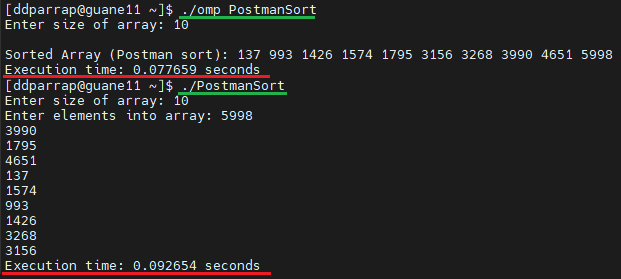 [ddparrap@guane11 ~]$ ./omp_PostmanSort
Enter size of array: 10
Sorted Array (Postman sort): 137 993 1426 1574 1795 3156 3268 3990 4651 5998
Execution time: 0.077659 seconds
[ddparrap@guane11 ~]$ ./PostmanSort
Enter size of array: 10
Enter elements into array: 5998
3990
1795
4651
137
1574
993
1426
3268
3156
Execution time: 0.092654 seconds